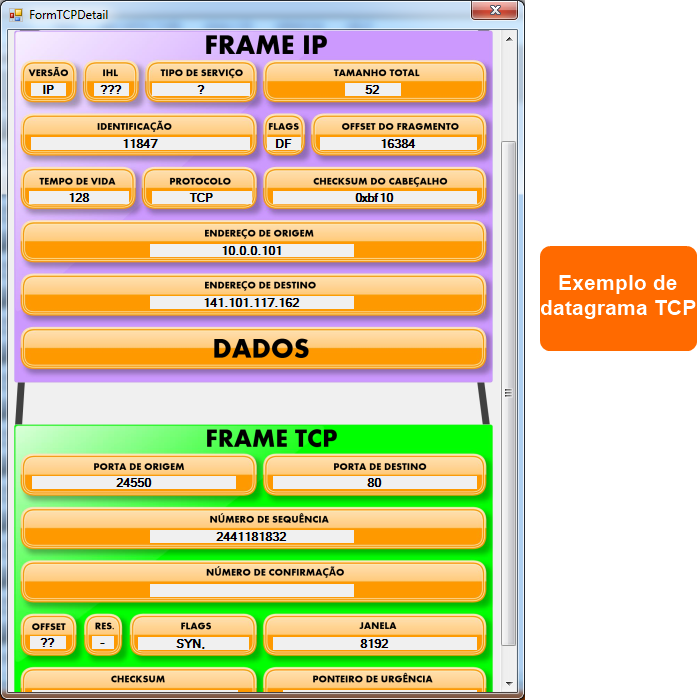 FormTCPDetail
FRAME IP
VERSÃO IHL TIPO DE SERVIÇO TAMANHO TOTAL
IP ??? ? 52
IDENTIFICAÇÃO FLAGS OFFSET DO FRAGMENTO
11847 DF 16384
TEMPO DE VIDA PROTOCOLO CHECKSUM DO CABEÇALHO
128 TCP 0xbf10
ENDEREÇO DE ORIGEM
10.0.0.101
ENDEREÇO DE DESTINO
141.101.117.162
DADOS
FRAME TCP
PORTA DE ORIGEM PORTA DE DESTINO
24550 80
NÚMERO DE SEQUÊNCIA
2441181832
NÚMERO DE CONFIRMAÇÃO
OFFSET RES. FLAGS JANELA
?? - SYN, 8192
CHECKSUM PONTEIRO DE URGÊNCIA
Exemplo de
datagrama TCP